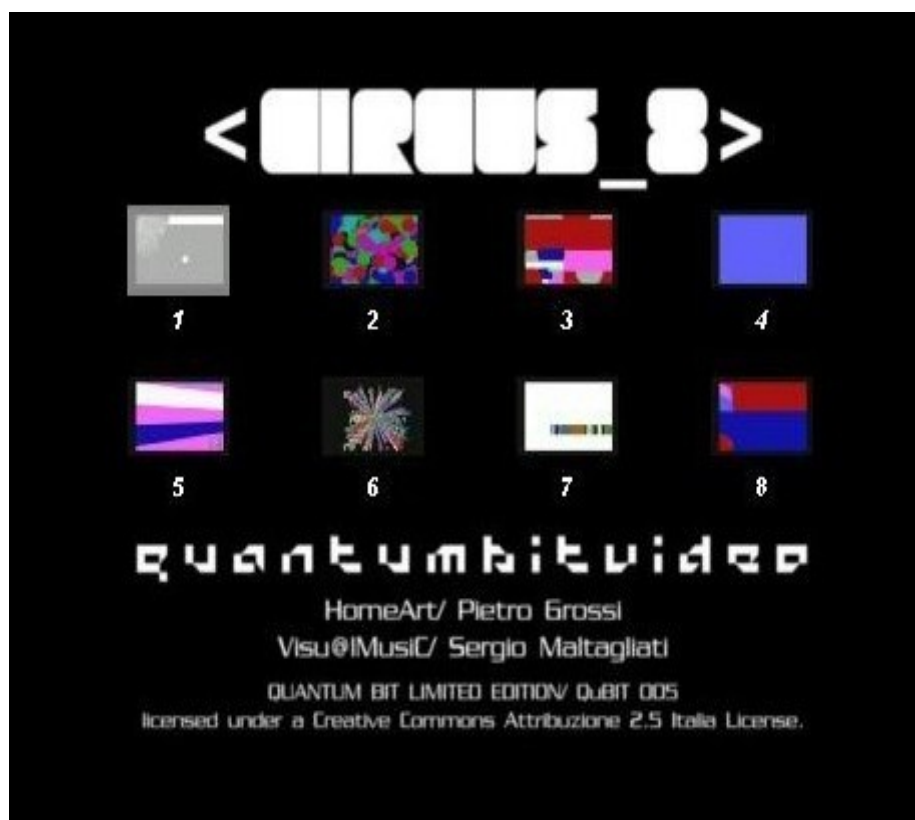 <CIRCUS_8>
1 2 3 4
5 6 7 8
quantumbitvideo
HomeArt/ Pietro Grossi
Visu@lMusiC/ Sergio Maltagliati
QUANTUM BIT LIMITED EDITION/ QuBIT 005
licensed under a Creative Commons Attribuzione 2.5 Italia License.